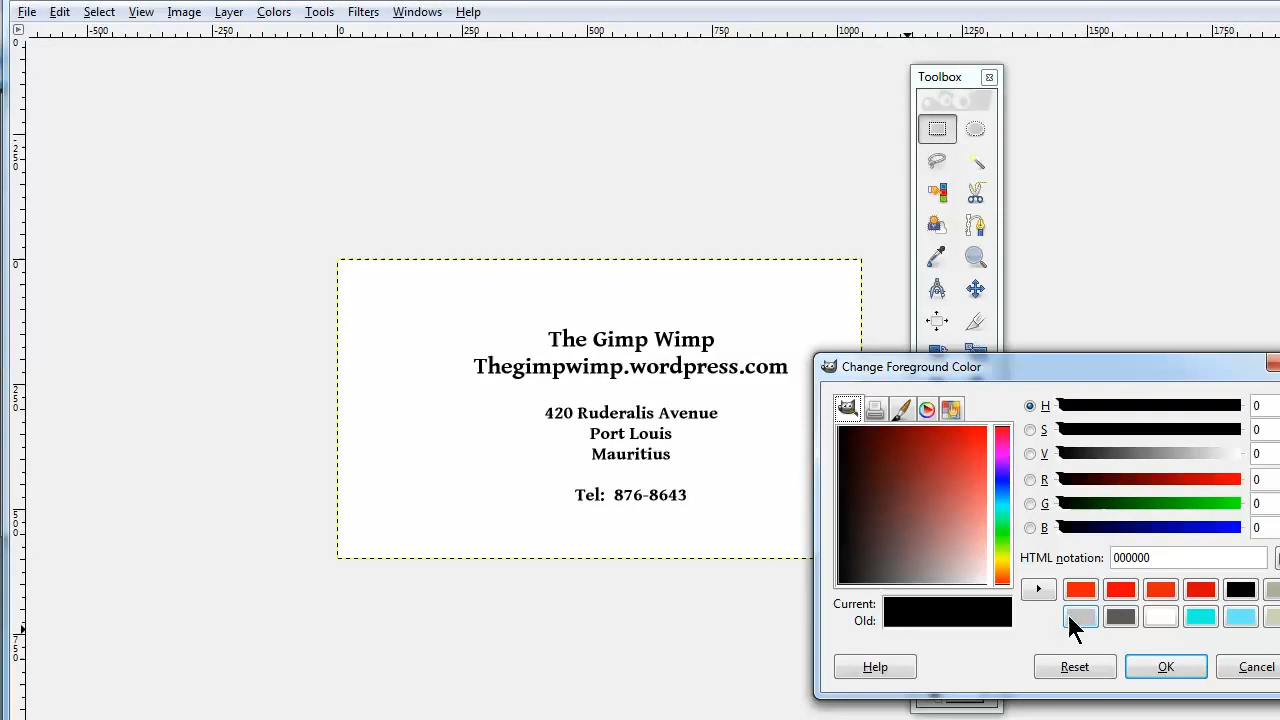 File Edit Select View Image Layer Colors Tools Filters Windows Help
-500 -250 0 250 500 750 1000 1250 1500 1750
Toolbox
The Gimp Wimp
Thegimpwimp.wordpress.com
420 Ruderalis Avenue
Port Louis
Mauritius
Tel: 876-8643
Change Foreground Color
H 0
S 0
V 0
R 0
G 0
B 0
HTML notation: 000000
Current:
Old:
Help Reset OK Cancel